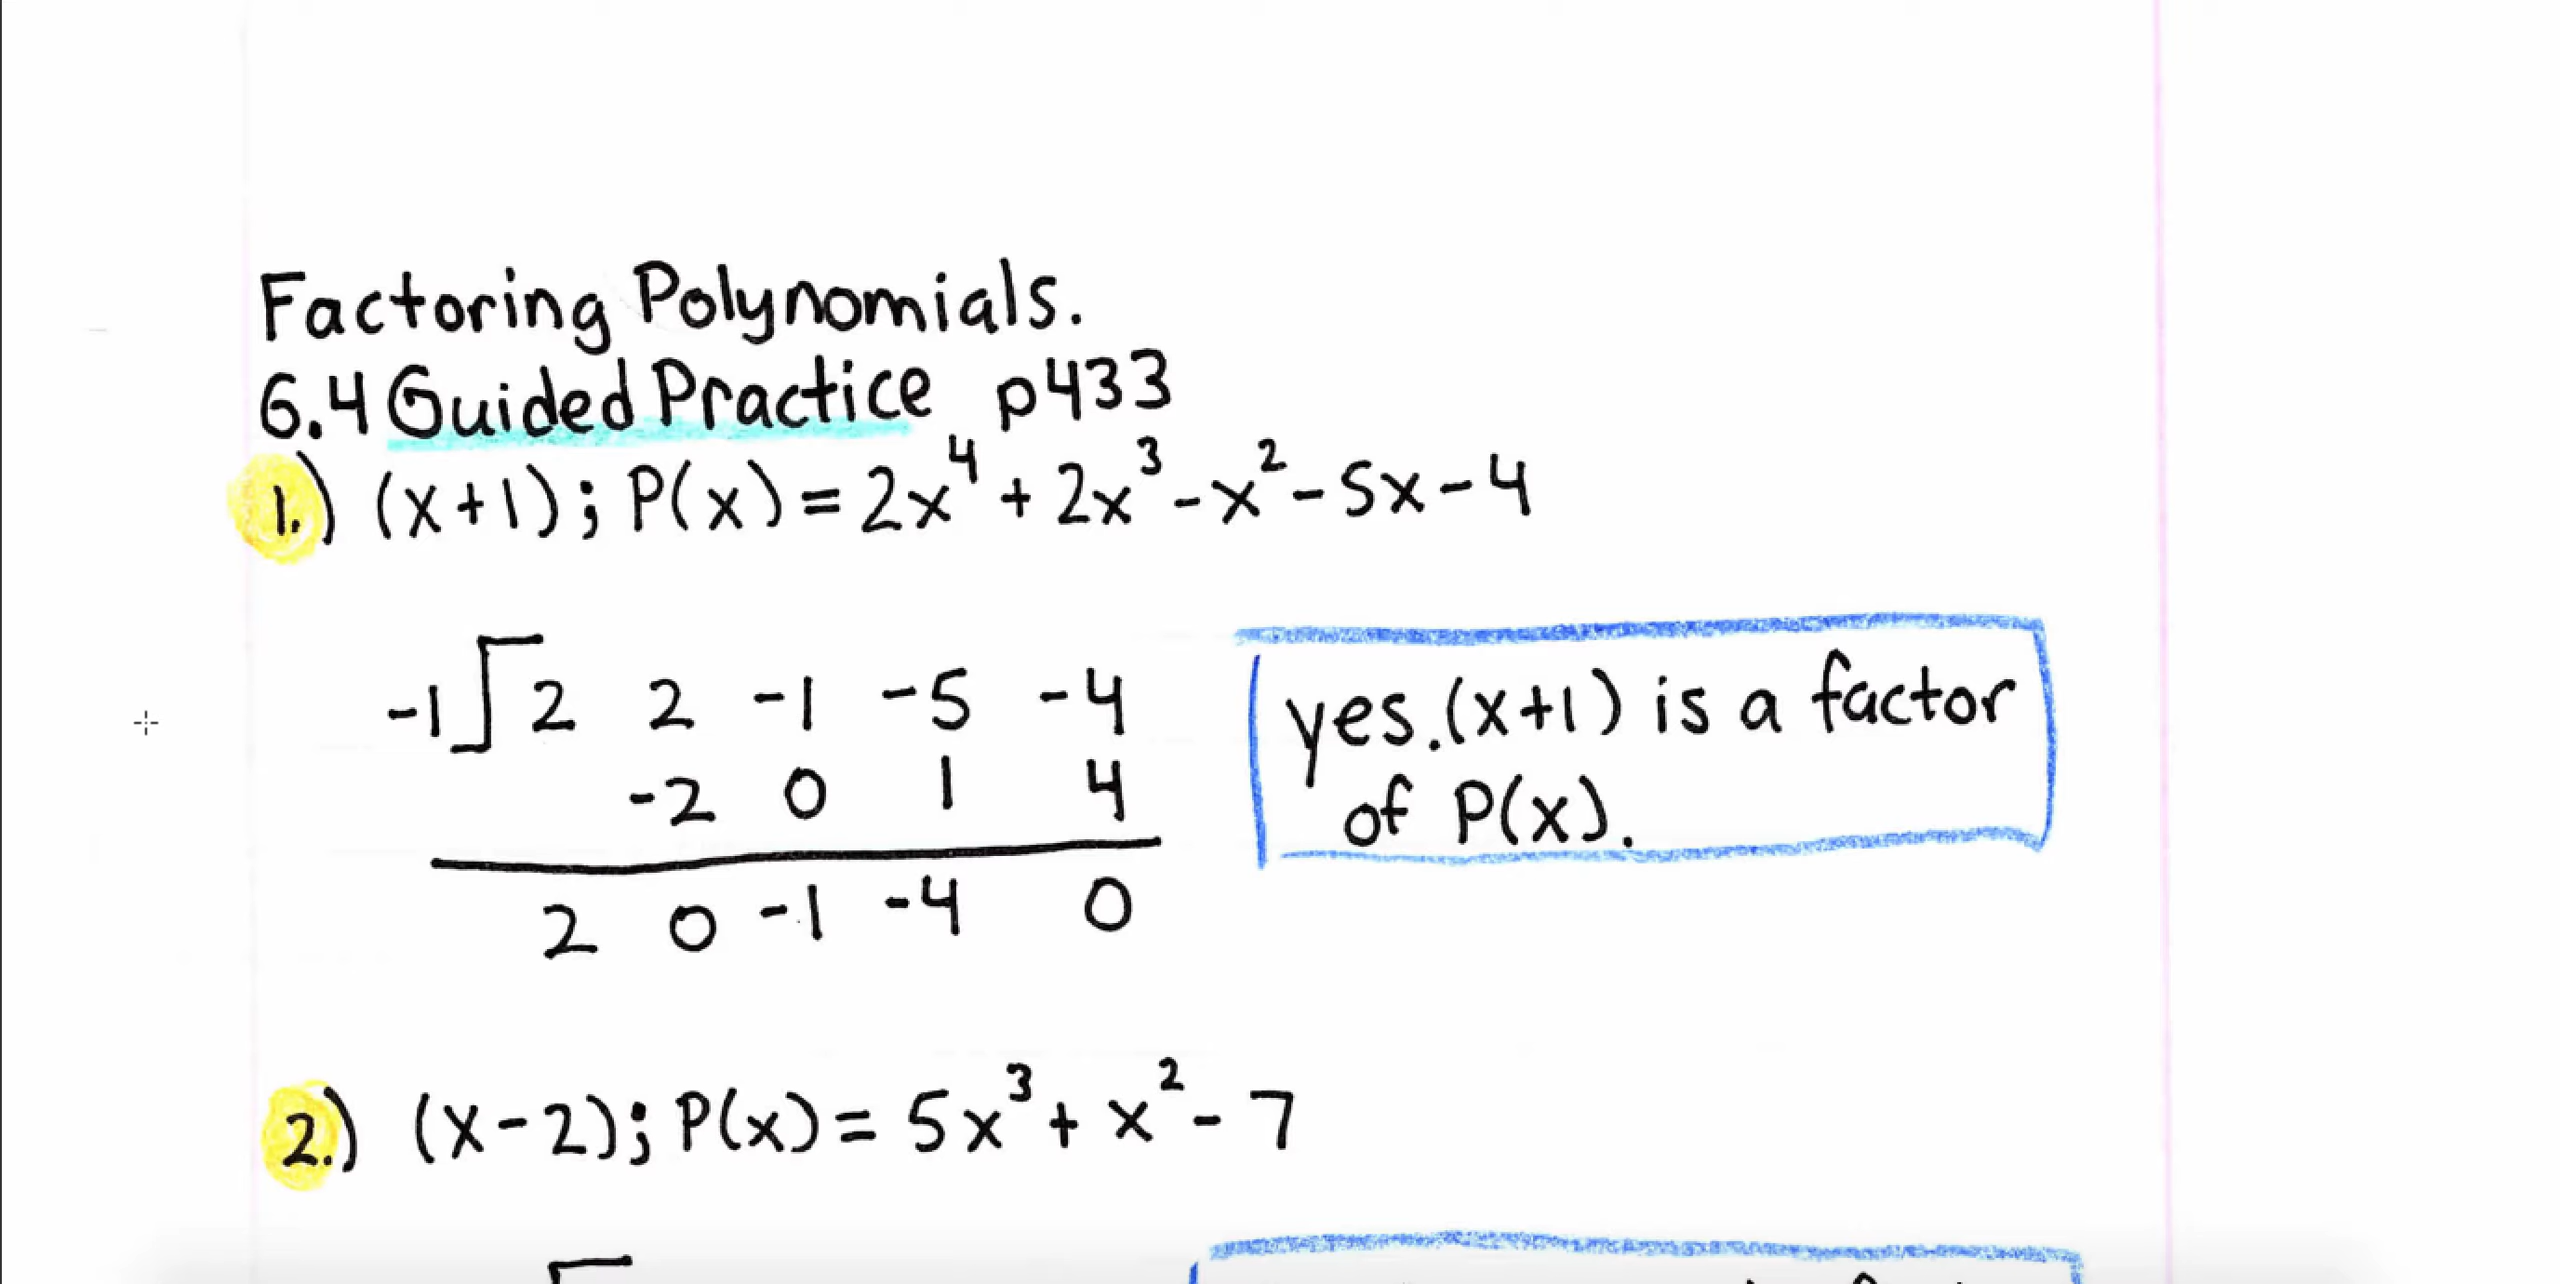 Factoring Polynomials.
6.4 Guided Practice p433
1.) (x+1); P(x) = 2x⁴ + 2x³ - x² - 5x - 4
-1 2 2 -1 -5 -4
-2 0 1 4
2 0 -1 -4 0
yes. (x+1) is a factor
of P(x).
2.) (x-2); P(x) = 5x³ + x² - 7